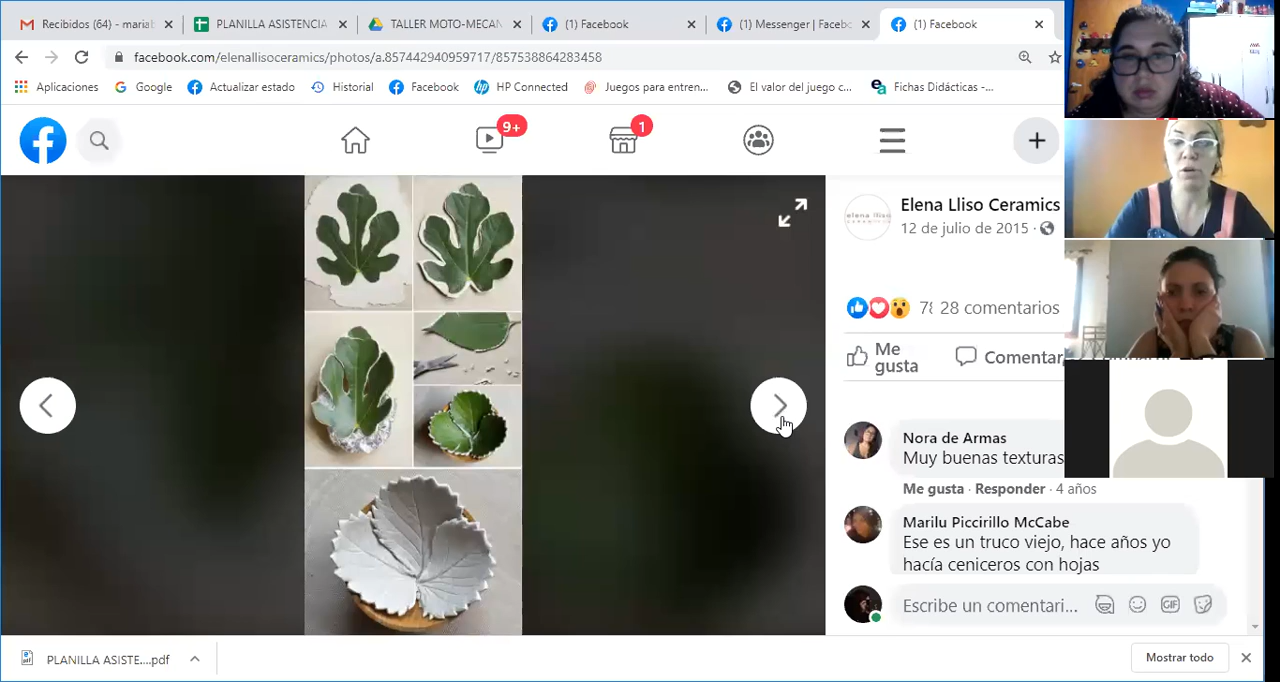 Recibidos (64) - mariab
PLANILLA ASISTENCIA
TALLER MOTO-MECAN
(1) Facebook
(1) Messenger | Facebo
(1) Facebook
facebook.com/elenallisoceramics/photos/a.857442940959717/857538864283458
Aplicaciones
Google
Actualizar estado
Historial
Facebook
HP Connected
Juegos para entren...
El valor del juego c...
Fichas Didácticas -...
9+
1
elena lliso
Elena Lliso Ceramics
12 de julio de 2015 ·
28 comentarios
Me gusta
Comentar
Nora de Armas
Muy buenas texturas
Me gusta · Responder · 4 años
Marilu Piccirillo McCabe
Ese es un truco viejo, hace años yo
hacía ceniceros con hojas
Escribe un comentari...
GIF
PLANILLA ASISTE....pdf
Mostrar todo